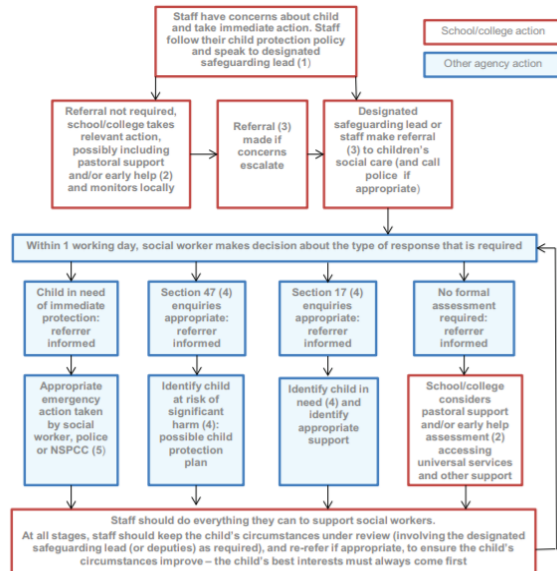 Staff have concerns about child
and take immediate action. Staff
follow their child protection policy
and speak to designated
safeguarding lead (1)
School/college action
Other agency action
Referral not required,
school/college takes
relevant action,
possibly including
pastoral support
and/or early help (2)
and monitors locally
Referral (3)
made if
concerns
escalate
Designated
safeguarding lead or
staff make referral
(3) to children's
social care (and call
police if
appropriate)
Within 1 working day, social worker makes decision about the type of response that is required
Child in need
of immediate
protection:
referrer
informed
Section 47 (4)
enquiries
appropriate:
referrer
informed
Section 17 (4)
enquiries
appropriate:
referrer
informed
No formal
assessment
required:
referrer
informed
Appropriate
emergency
action taken
by social
worker, police
or NSPCC (5)
Identify child
at risk of
significant
harm (4):
possible child
protection
plan
Identify child in
need (4) and
identify
appropriate
support
School/college
considers
pastoral support
and/or early help
assessment (2)
accessing
universal services
and other support
Staff should do everything they can to support social workers.
At all stages, staff should keep the child's circumstances under review (involving the designated
safeguarding lead (or deputies) as required), and re-refer if appropriate, to ensure the child's
circumstances improve – the child's best interests must always come first